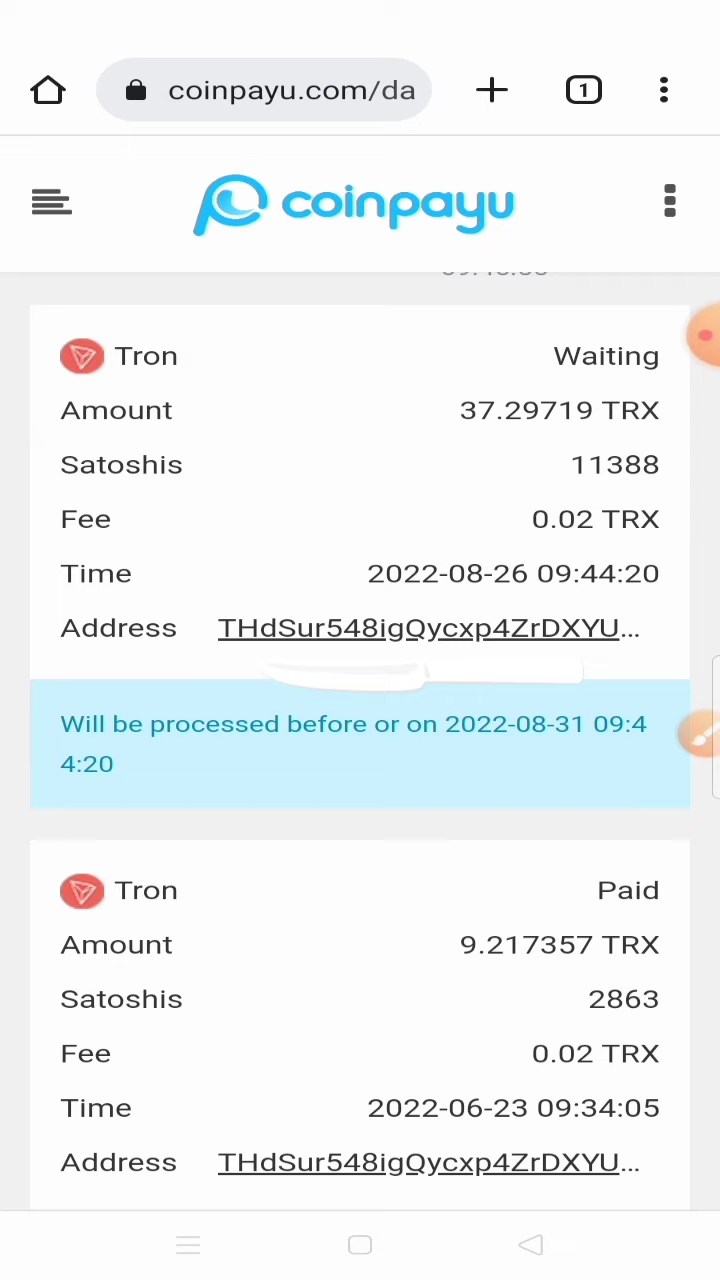 1
coinpayu.com/da
coinpayu
Tron Waiting
Amount 37.29719 TRX
Satoshis 11388
Fee 0.02 TRX
Time 2022-08-26 09:44:20
Address THdSur548igQycxp4ZrDXYU...
Will be processed before or on 2022-08-31 09:4
4:20
Tron Paid
Amount 9.217357 TRX
Satoshis 2863
Fee 0.02 TRX
Time 2022-06-23 09:34:05
Address THdSur548igQycxp4ZrDXYU...